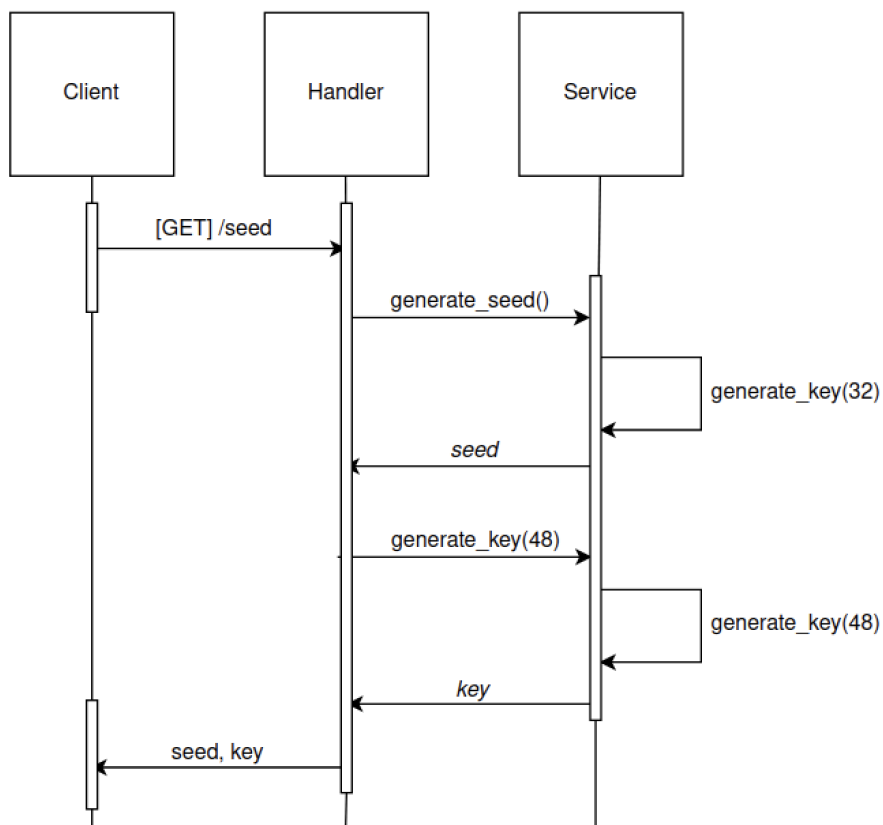 Client
Handler
Service
[GET] /seed
generate_seed()
generate_key(32)
seed
generate_key(48)
generate_key(48)
key
seed, key